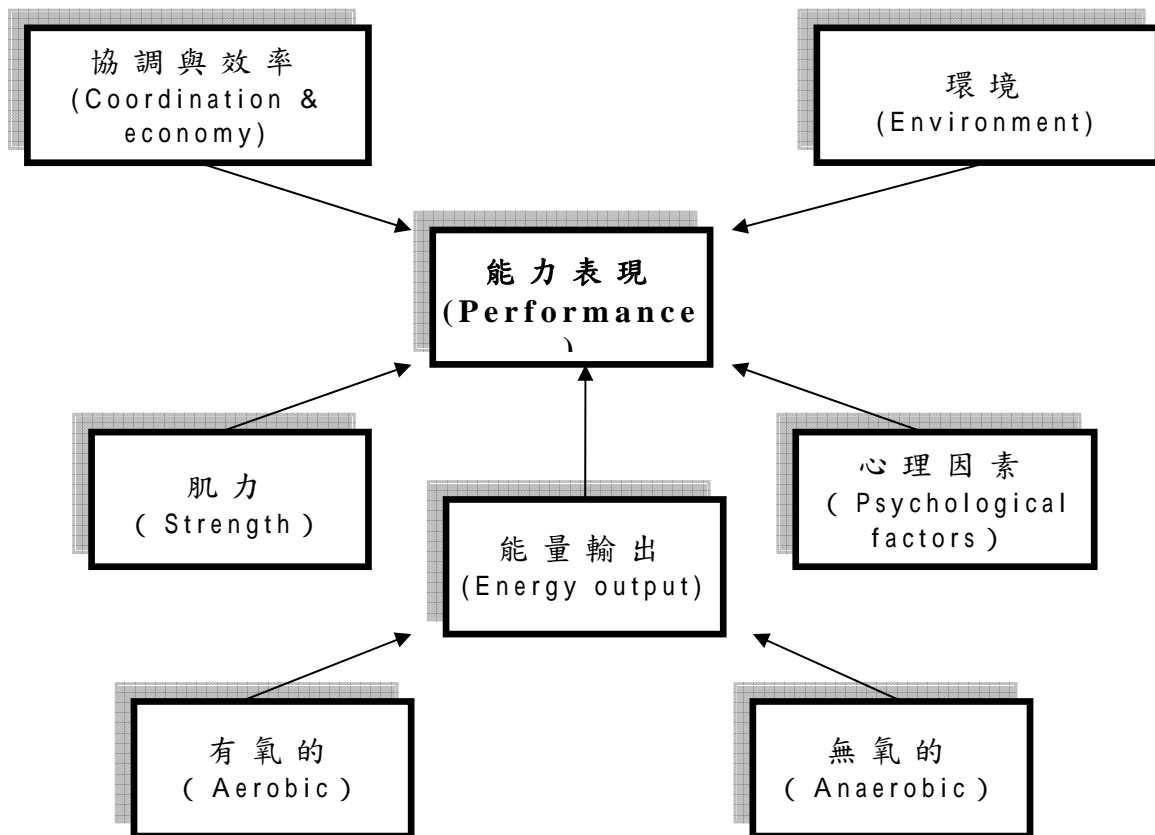 協調與效率
(Coordination &
economy)
環境
(Environment)
能力表現
(Performance
)
肌力
( Strength )
心理因素
( Psychological
factors )
能量輸出
(Energy output)
有氧的
( Aerobic )
無氧的
( Anaerobic )